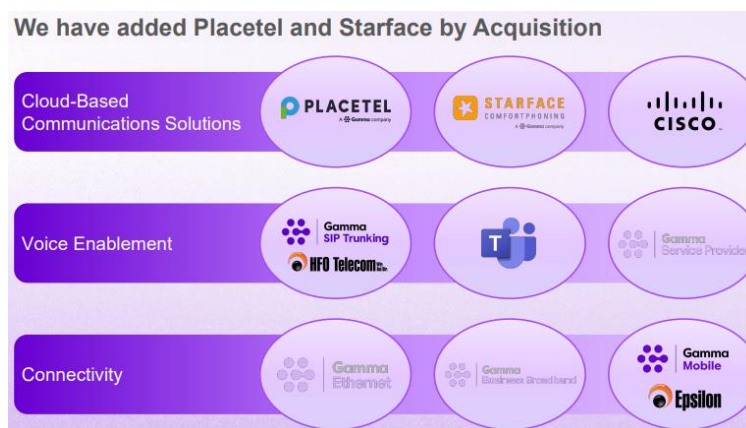 We have added Placetel and Starface by Acquisition
Cloud-Based
Communications Solutions
PLACETEL
A Gamma company
STARFACE
COMFORTPHONING
A Gamma company
CISCO
Voice Enablement
Gamma
SIP Trunking
HFO Telecom
T
Gamma
Service Provider
Connectivity
Gamma
Ethernet
Gamma
Business Broadband
Gamma
Mobile
Epsilon